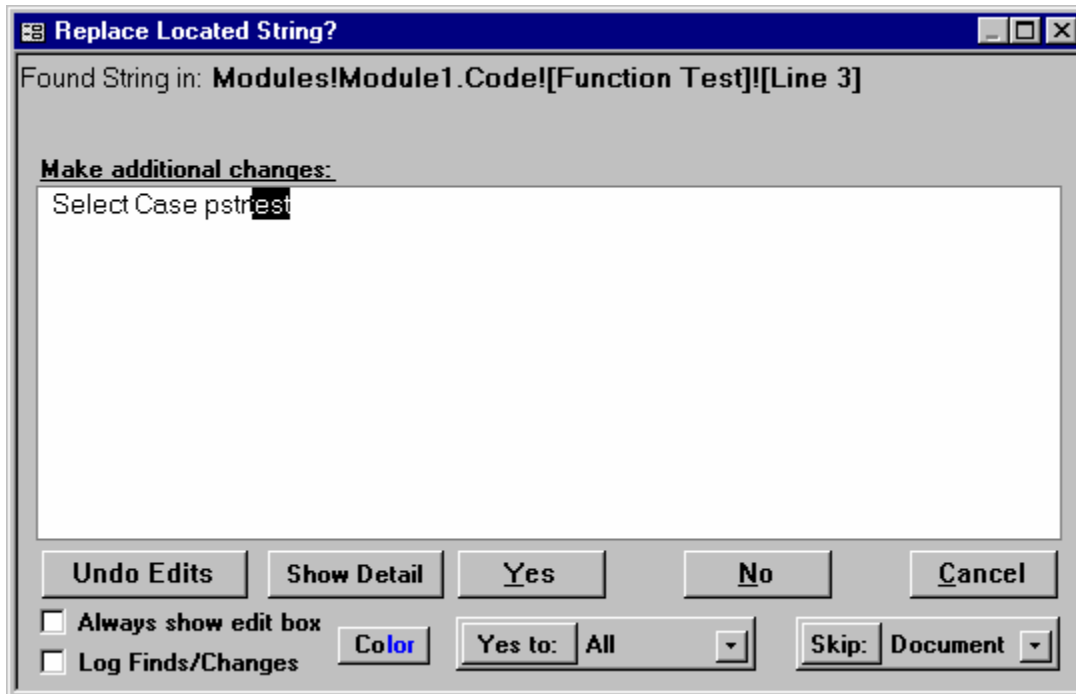 Replace Located String?
Found String in: Modules!Module1.Code![Function Test]![Line 3]
Make additional changes:
Select Case pstrtest
Undo Edits Show Detail Yes No Cancel
Always show edit box
Log Finds/Changes Color Yes to: All Skip: Document